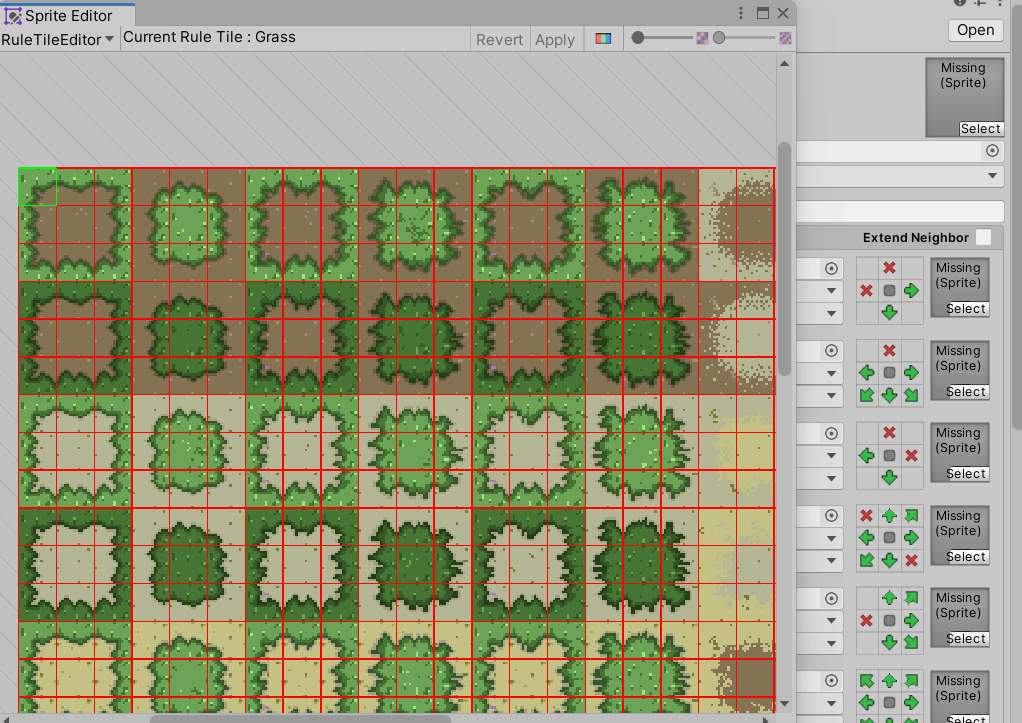 Sprite Editor
RuleTileEditor
Current Rule Tile : Grass
Revert
Apply
Open
Missing
(Sprite)
Select
Extend Neighbor
Missing
(Sprite)
Select
Missing
(Sprite)
Select
Missing
(Sprite)
Select
Missing
(Sprite)
Select
Missing
(Sprite)
Select
Missing
(Sprite)
Select